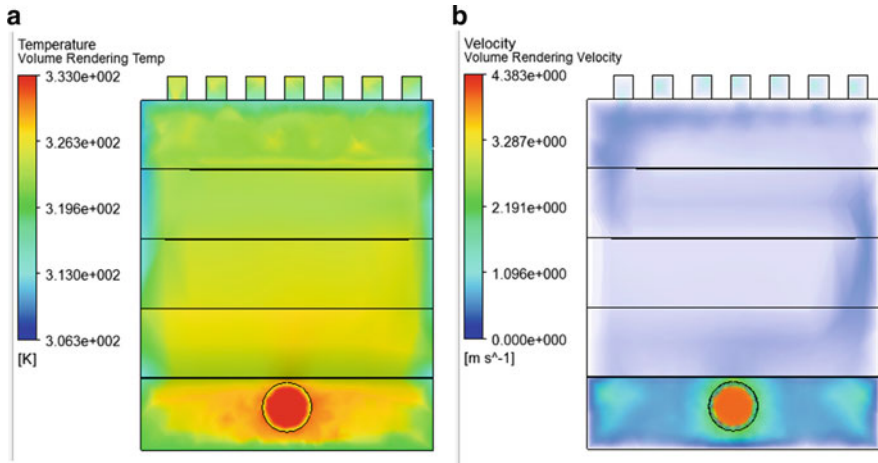 a
Temperature
Volume Rendering Temp
3.330e+002
3.263e+002
3.196e+002
3.130e+002
3.063e+002
[K]
b
Velocity
Volume Rendering Velocity
4.383e+000
3.287e+000
2.191e+000
1.096e+000
0.000e+000
[m s^-1]